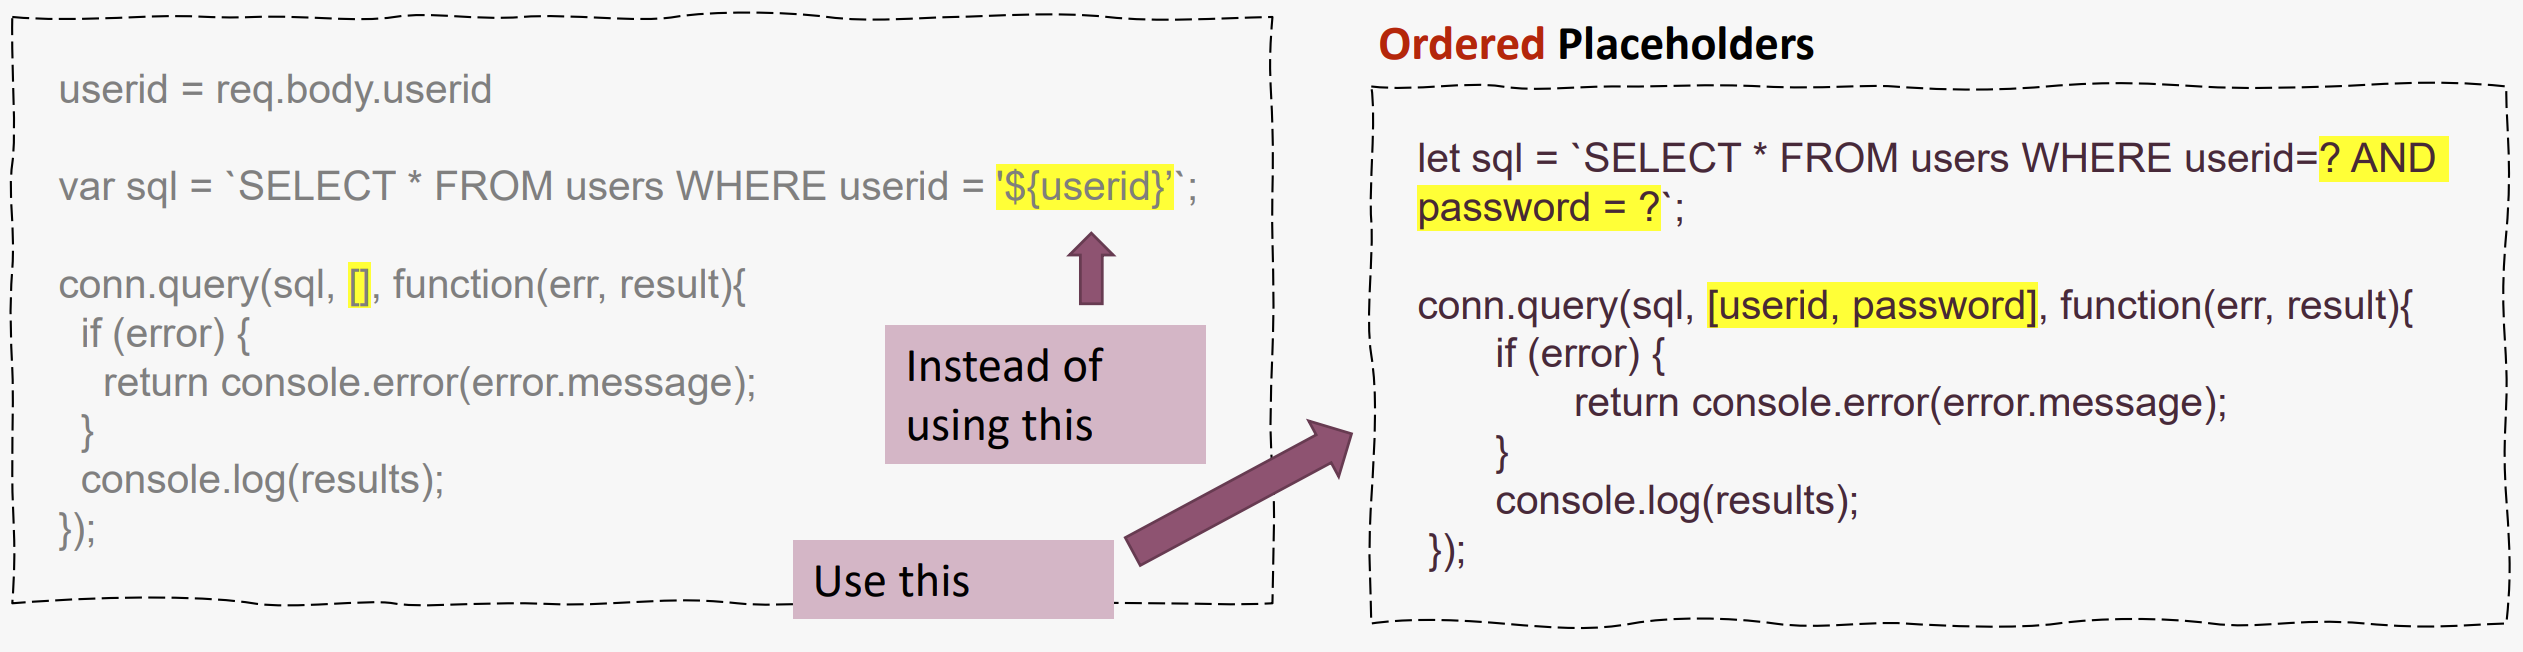 userid = req.body.userid
var sql = `SELECT * FROM users WHERE userid = '${userid}’`;
conn.query(sql, [], function(err, result){
if (error) {
return console.error(error.message);
}
console.log(results);
});
Instead of
using this
Use this
Ordered Placeholders
let sql = `SELECT * FROM users WHERE userid=? AND
password = ?`;
conn.query(sql, [userid, password], function(err, result){
if (error) {
return console.error(error.message);
}
console.log(results);
});